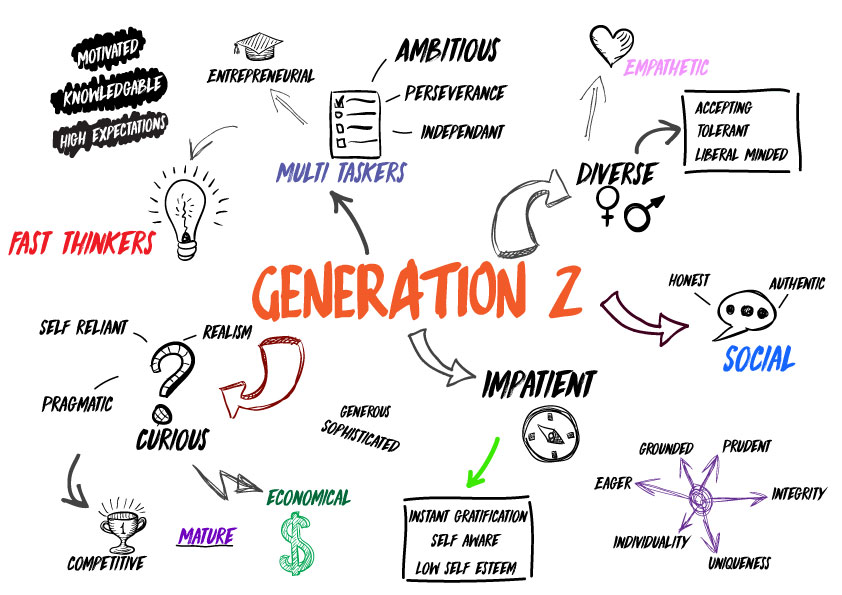 MOTIVATED
KNOWLEDGABLE
HIGH EXPECTATIONS
ENTREPRENEURIAL
AMBITIOUS
PERSEVERANCE
INDEPENDANT
MULTI TASKERS
EMPATHETIC
ACCEPTING
TOLERANT
LIBERAL MINDED
DIVERSE
FAST THINKERS
GENERATION Z
HONEST
AUTHENTIC
SOCIAL
SELF RELIANT
REALISM
PRAGMATIC
?
CURIOUS
GENEROUS
SOPHISTICATED
IMPATIENT
ECONOMICAL
$
MATURE
1
COMPETITIVE
INSTANT GRATIFICATION
SELF AWARE
LOW SELF ESTEEM
GROUNDED
PRUDENT
EAGER
INTEGRITY
INDIVIDUALITY
UNIQUENESS